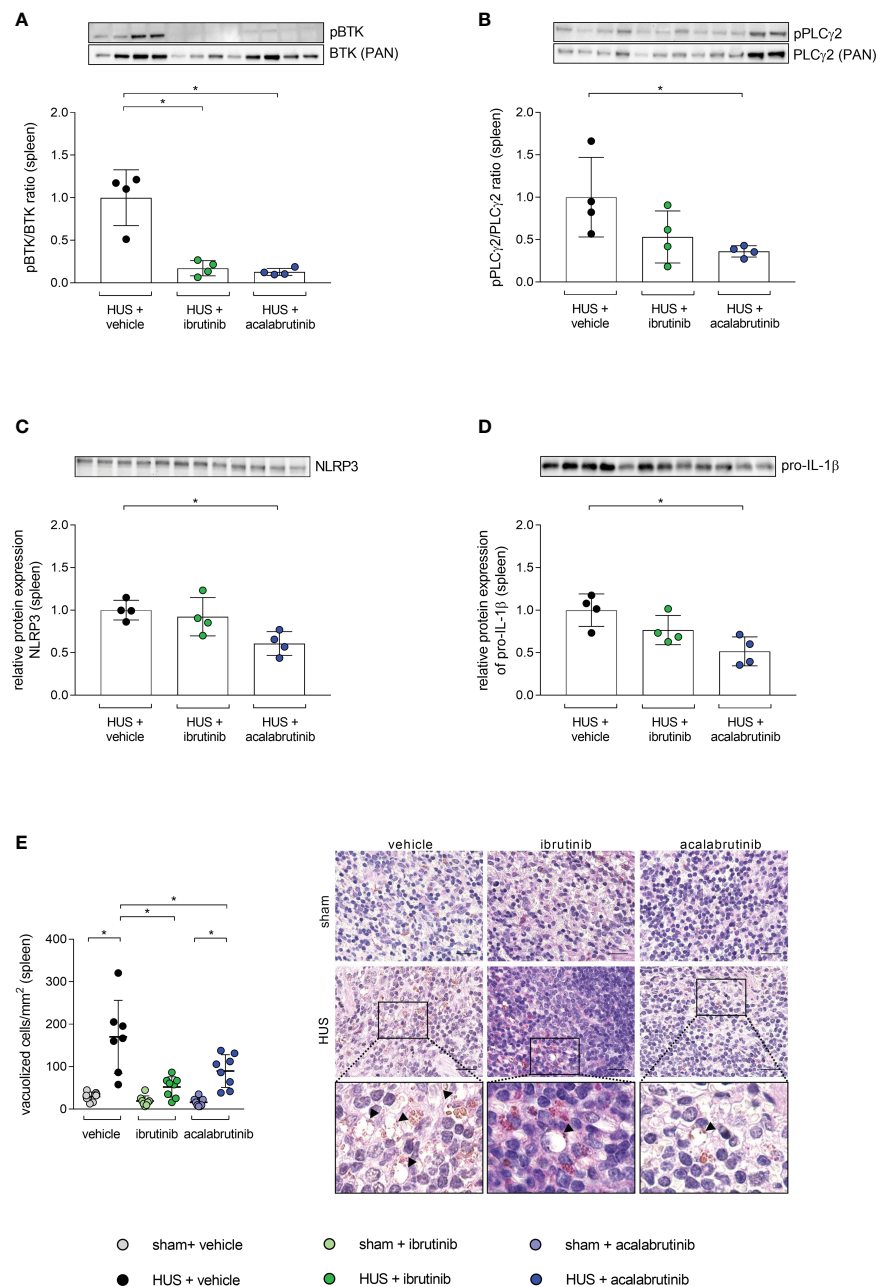 A
pBTK
BTK (PAN)
*
*
2.0
1.5
1.0
0.5
0.0
pBTK/BTK ratio (spleen)
HUS +
vehicle
HUS +
ibrutinib
HUS +
acalabrutinib
B
pPLCγ2
PLCγ2 (PAN)
*
2.0
1.5
1.0
0.5
0.0
pPLCγ2/PLCγ2 ratio (spleen)
HUS +
vehicle
HUS +
ibrutinib
HUS +
acalabrutinib
C
NLRP3
*
2.0
1.5
1.0
0.5
0.0
relative protein expression
NLRP3 (spleen)
HUS +
vehicle
HUS +
ibrutinib
HUS +
acalabrutinib
D
pro-IL-1β
*
2.0
1.5
1.0
0.5
0.0
relative protein expression
of pro-IL-1β (spleen)
HUS +
vehicle
HUS +
ibrutinib
HUS +
acalabrutinib
E
*
*
*
*
400
300
200
100
0
vacuolized cells/mm²  (spleen)
vehicle
ibrutinib
acalabrutinib
vehicle
ibrutinib
acalabrutinib
sham
HUS
sham+ vehicle
sham + ibrutinib
sham + acalabrutinib
HUS + vehicle
HUS + ibrutinib
HUS + acalabrutinib